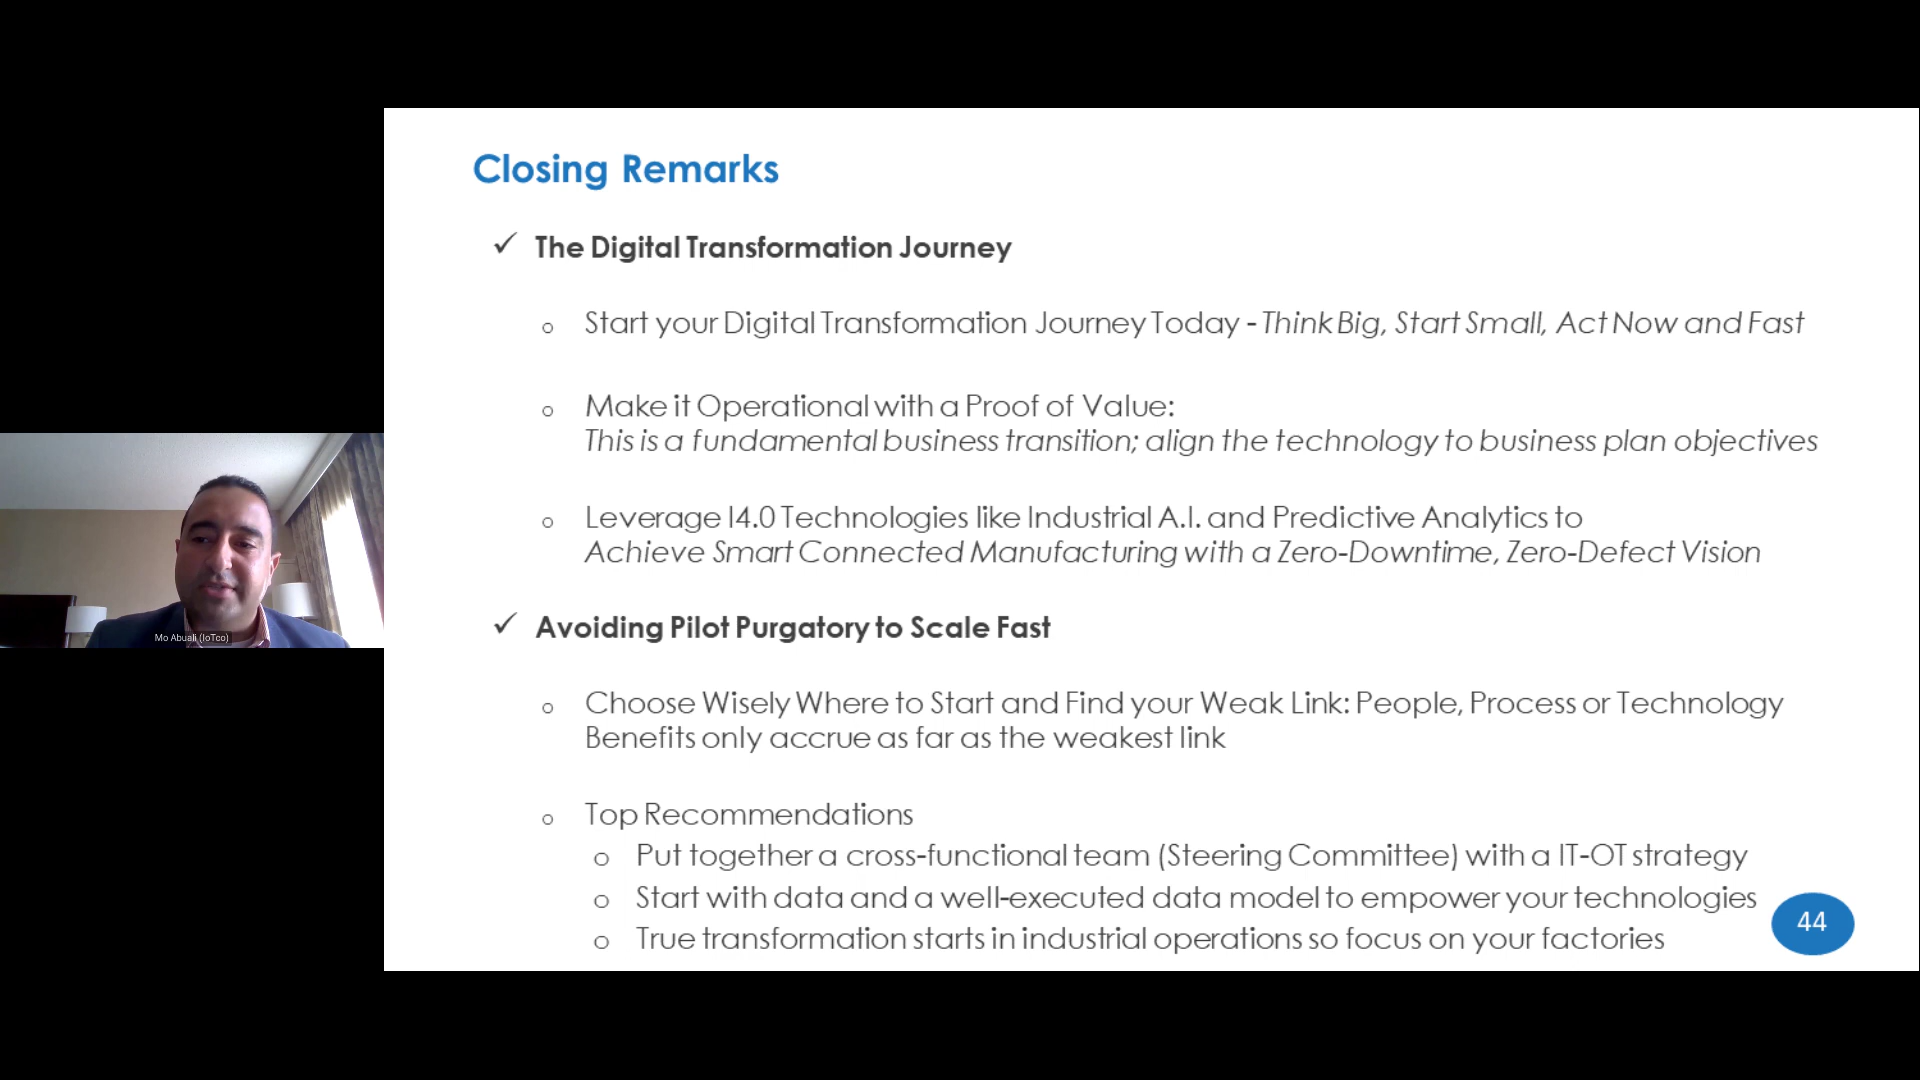 Closing Remarks
✓ The Digital Transformation Journey
o Start your Digital Transformation Journey Today - Think Big, Start Small, Act Now and Fast
o Make it Operational with a Proof of Value:
This is a fundamental business transition; align the technology to business plan objectives
o Leverage I4.0 Technologies like Industrial A.I. and Predictive Analytics to
Achieve Smart Connected Manufacturing with a Zero-Downtime, Zero-Defect Vision
✓ Avoiding Pilot Purgatory to Scale Fast
o Choose Wisely Where to Start and Find your Weak Link: People, Process or Technology
Benefits only accrue as far as the weakest link
o Top Recommendations
o Put together a cross-functional team (Steering Committee) with a IT-OT strategy
o Start with data and a well-executed data model to empower your technologies
o True transformation starts in industrial operations so focus on your factories
44
Mo Abuali (IoTco)